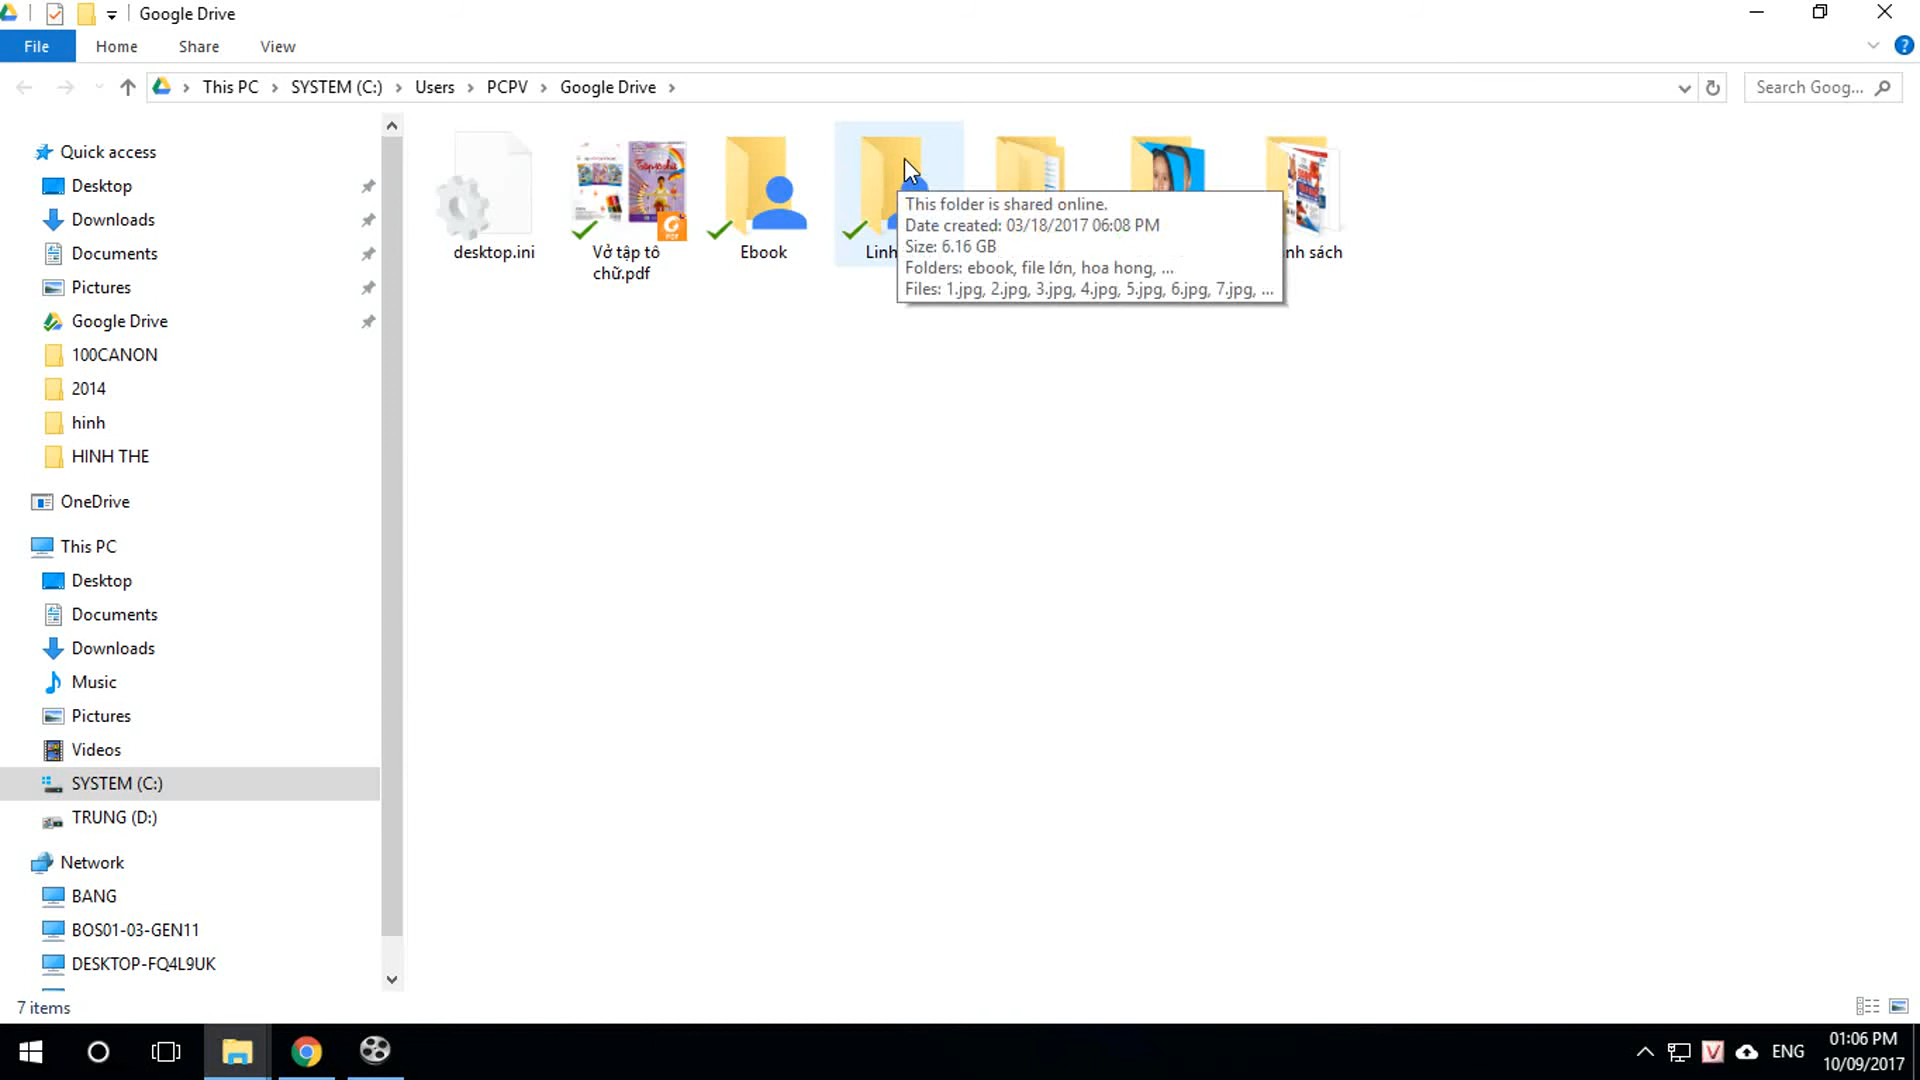 Google Drive
File Home Share View
This PC SYSTEM (C:) Users PCPV Google Drive
Search Goog...
Quick access
Desktop
Downloads
Documents
Pictures
Google Drive
100CANON
2014
hinh
HINH THE
OneDrive
This PC
Desktop
Documents
Downloads
Music
Pictures
Videos
SYSTEM (C:)
TRUNG (D:)
Network
BANG
BOS01-03-GEN11
DESKTOP-FQ4L9UK
desktop.ini
Vở tập tô
chữ.pdf
Ebook
Linh
nh sách
This folder is shared online.
Date created: 03/18/2017 06:08 PM
Size: 6.16 GB
Folders: ebook, file lớn, hoa hong, ...
Files: 1.jpg, 2.jpg, 3.jpg, 4.jpg, 5.jpg, 6.jpg, 7.jpg, ...
7 items
ENG
01:06 PM
10/09/2017